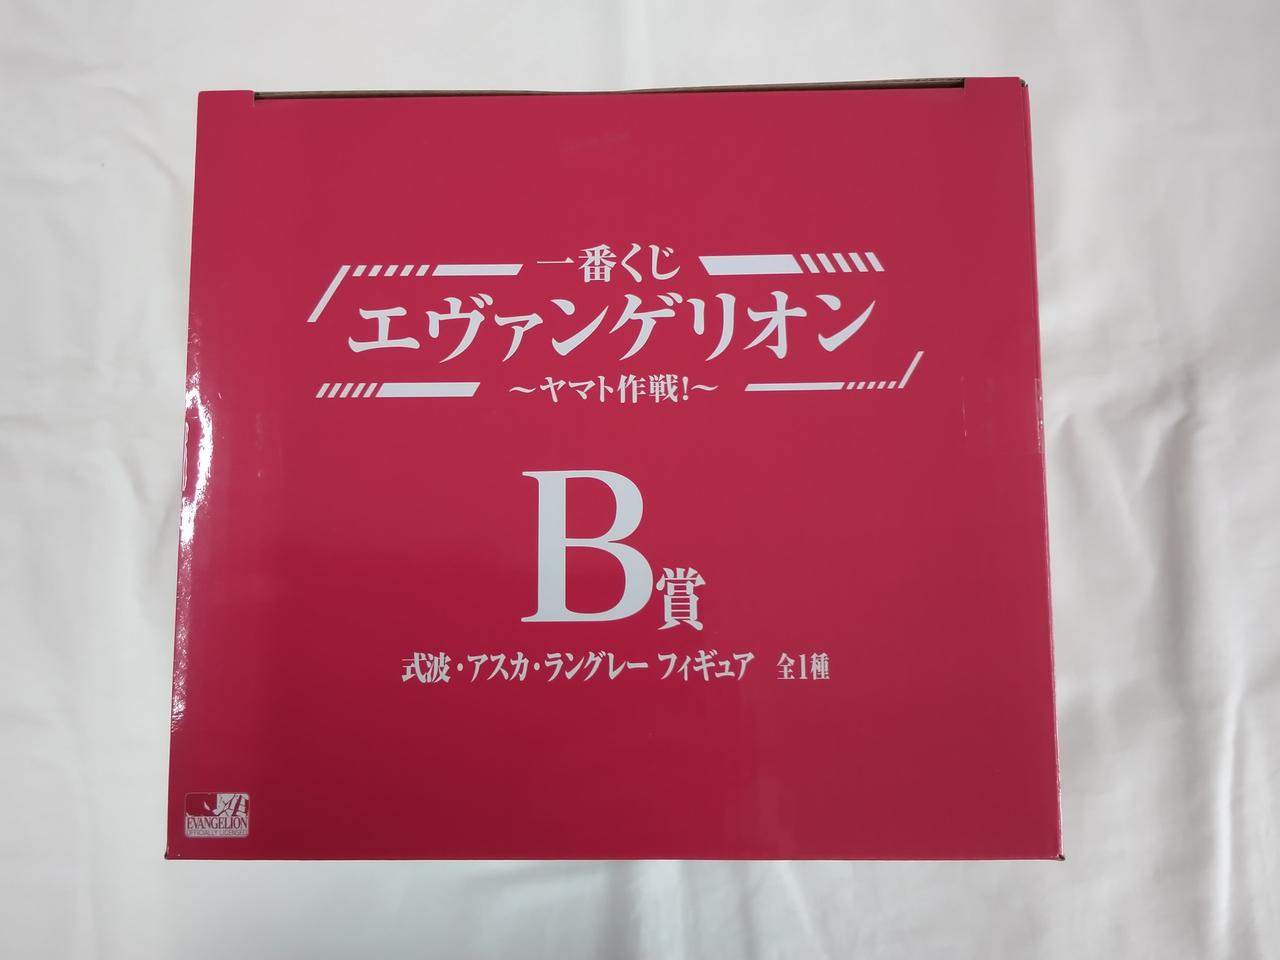 一番くじ
エヴァンゲリオン
～ヤマト作戦!～
B賞
式波・アスカ・ラングレー フィギュア 全1種
EVANGELION
OFFICIALLY LICENSED